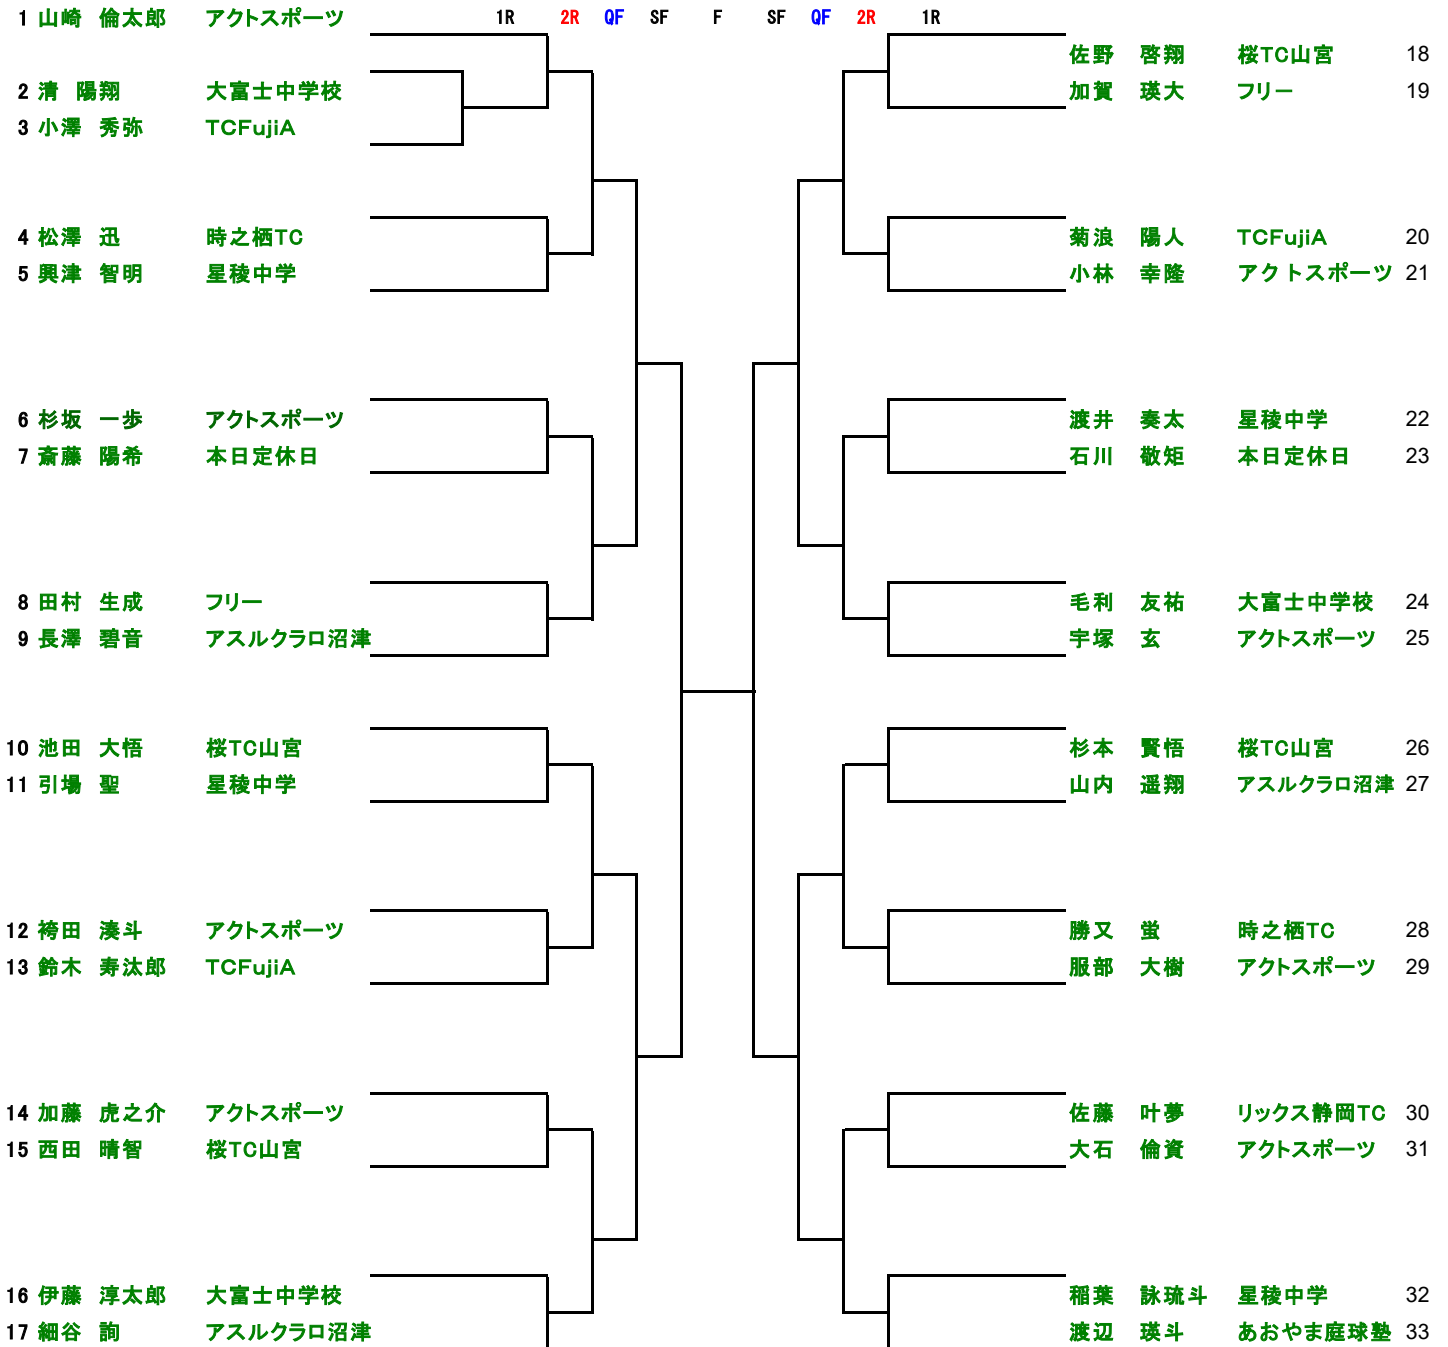 1 山崎 倫太郎 アクトスポーツ 1R 2R QF SF F SF QF 2R 1R
佐野 啓翔 桜TC山宮 18
2 清 陽翔 大富士中学校 加賀 瑛大 フリー 19
3 小澤 秀弥 TCFujiA
4 松澤 迅 時之栖TC 菊浪 陽人 TCFujiA 20
5 興津 智明 星稜中学 小林 幸隆 アクトスポーツ 21
6 杉坂 一歩 アクトスポーツ 渡井 奏太 星稜中学 22
7 斎藤 陽希 本日定休日 石川 敬矩 本日定休日 23
8 田村 生成 フリー 毛利 友祐 大富士中学校 24
9 長澤 碧音 アスルクラロ沼津 宇塚 玄 アクトスポーツ 25
10 池田 大悟 桜TC山宮 杉本 賢悟 桜TC山宮 26
11 引場 聖 星稜中学 山内 遥翔 アスルクラロ沼津 27
12 袴田 湊斗 アクトスポーツ 勝又 蛍 時之栖TC 28
13 鈴木 寿汰郎 TCFujiA 服部 大樹 アクトスポーツ 29
14 加藤 虎之介 アクトスポーツ 佐藤 叶夢 リックス静岡TC 30
15 西田 晴智 桜TC山宮 大石 倫資 アクトスポーツ 31
16 伊藤 淳太郎 大富士中学校 稲葉 詠琉斗 星稜中学 32
17 細谷 詢 アスルクラロ沼津 渡辺 瑛斗 あおやま庭球塾 33